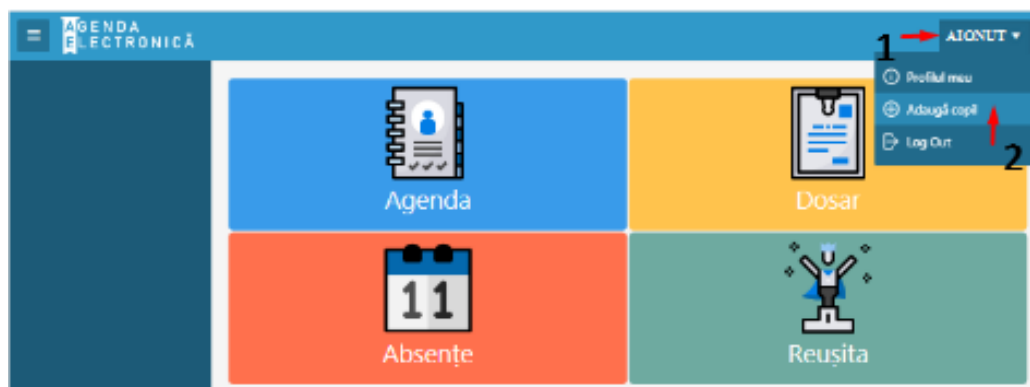 AGENDA
ELECTRONICĂ
1
AIONUT
Profilul meu
Adaugă copil
Log Out
2
Agenda
Dosar
11
Absențe
Reușita